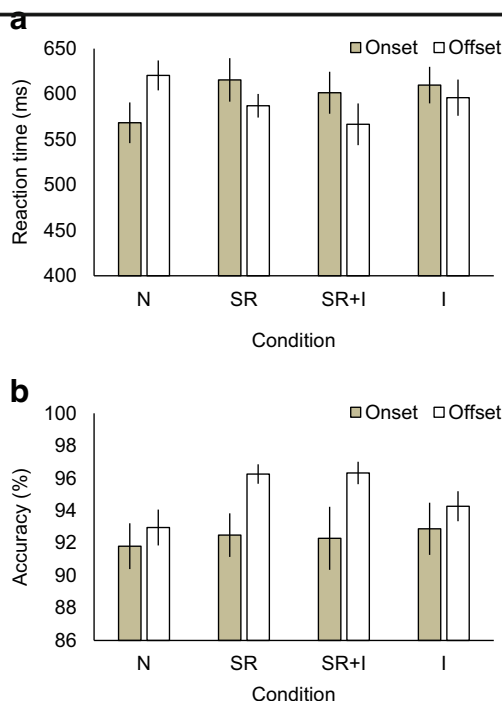 a
650
600
550
500
450
400
Reaction time (ms)
Onset Offset
N SR SR+I I
Condition
b
100
98
96
94
92
90
88
86
Accuracy (%)
Onset Offset
N SR SR+I I
Condition